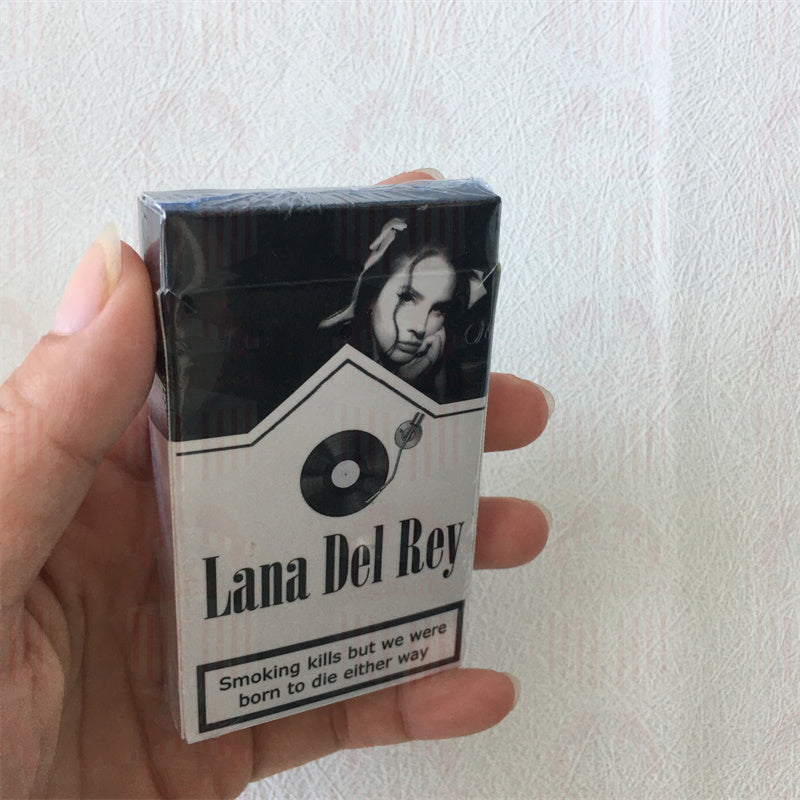 Lana Del Rey
Smoking kills but we were
born to die either way